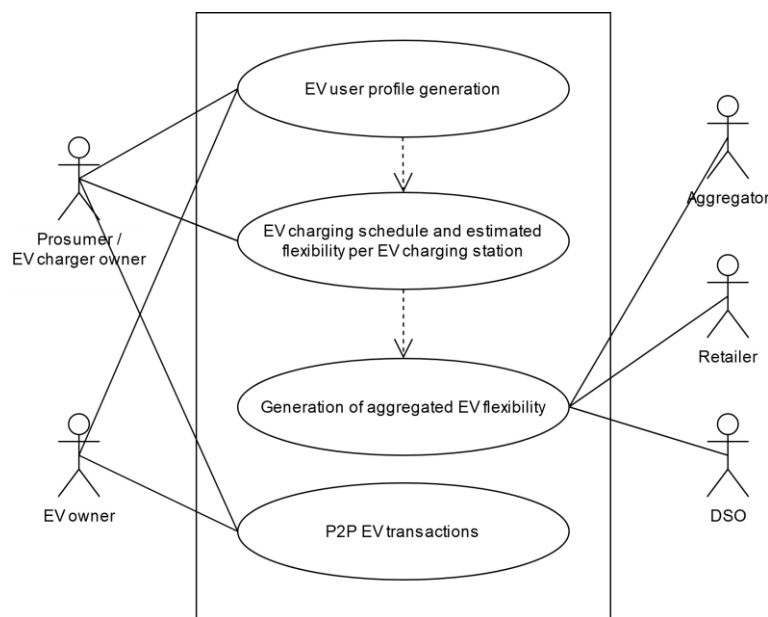 EV user profile generation
Aggregator
Prosumer /
EV charger owner
EV charging schedule and estimated
flexibility per EV charging station
Retailer
Generation of aggregated EV flexibility
EV owner
P2P EV transactions
DSO